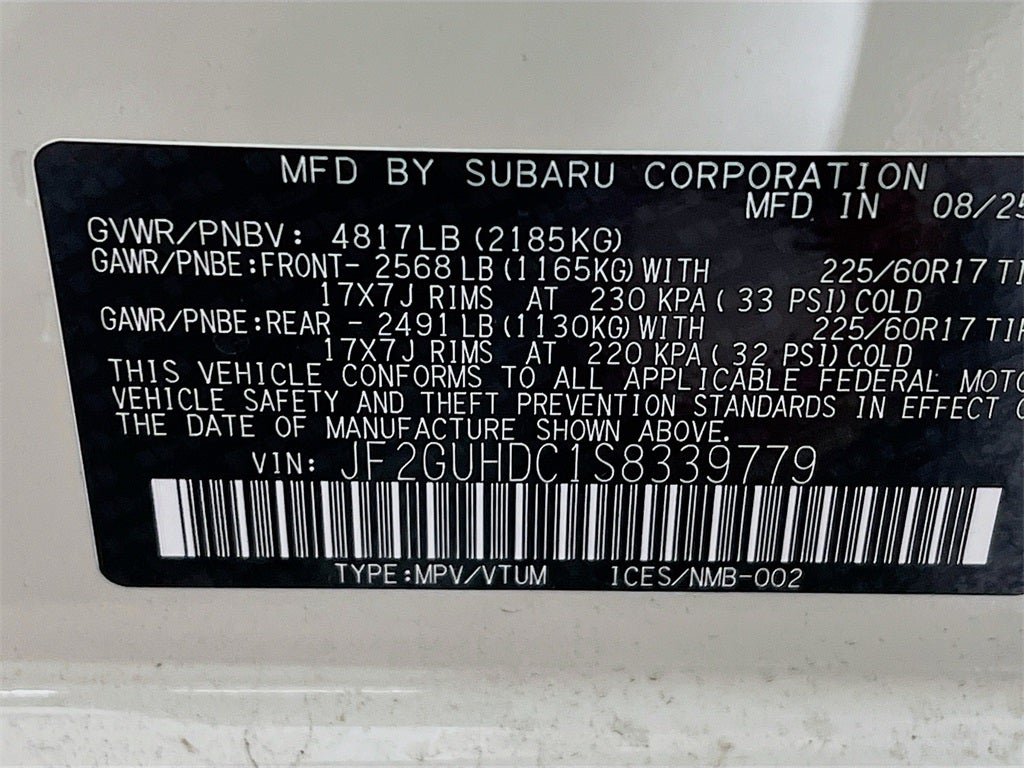 MFD BY SUBARU CORPORATION
MFD IN 08/25
GVWR/PNBV: 4817LB (2185KG)
GAWR/PNBE:FRONT- 2568 LB (1165KG) WITH 225/60R17
17X7J RIMS AT 230 KPA ( 33 PSI) COLD
GAWR/PNBE:REAR - 2491 LB (1130KG) WITH 225/60R17
17X7J RIMS AT 220 KPA ( 32 PSI) COLD
THIS VEHICLE CONFORMS TO ALL APPLICABLE FEDERAL
VEHICLE SAFETY AND THEFT PREVENTION STANDARDS IN EFFECT
THE DATE OF MANUFACTURE SHOWN ABOVE.
VIN: JF2GUHDC1S8339779
TYPE:MPV/VTUM ICES/NMB-002